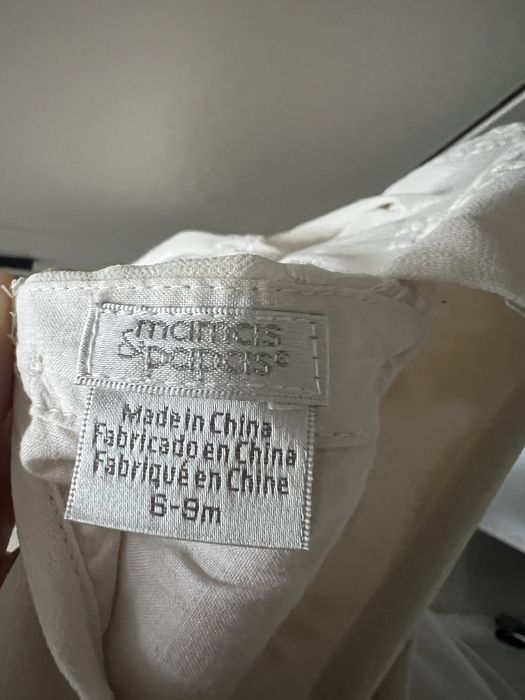 mamas
&papas®
Made in China
Fabricado en China
Fabriqué en Chine
6-9m